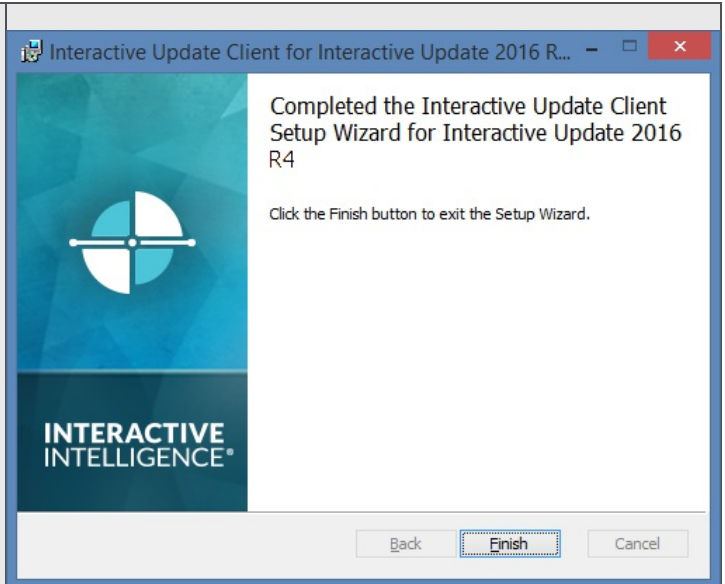 Interactive Update Client for Interactive Update 2016 R...
Completed the Interactive Update Client
Setup Wizard for Interactive Update 2016
R4
Click the Finish button to exit the Setup Wizard.
INTERACTIVE
INTELLIGENCE®
Back Finish Cancel